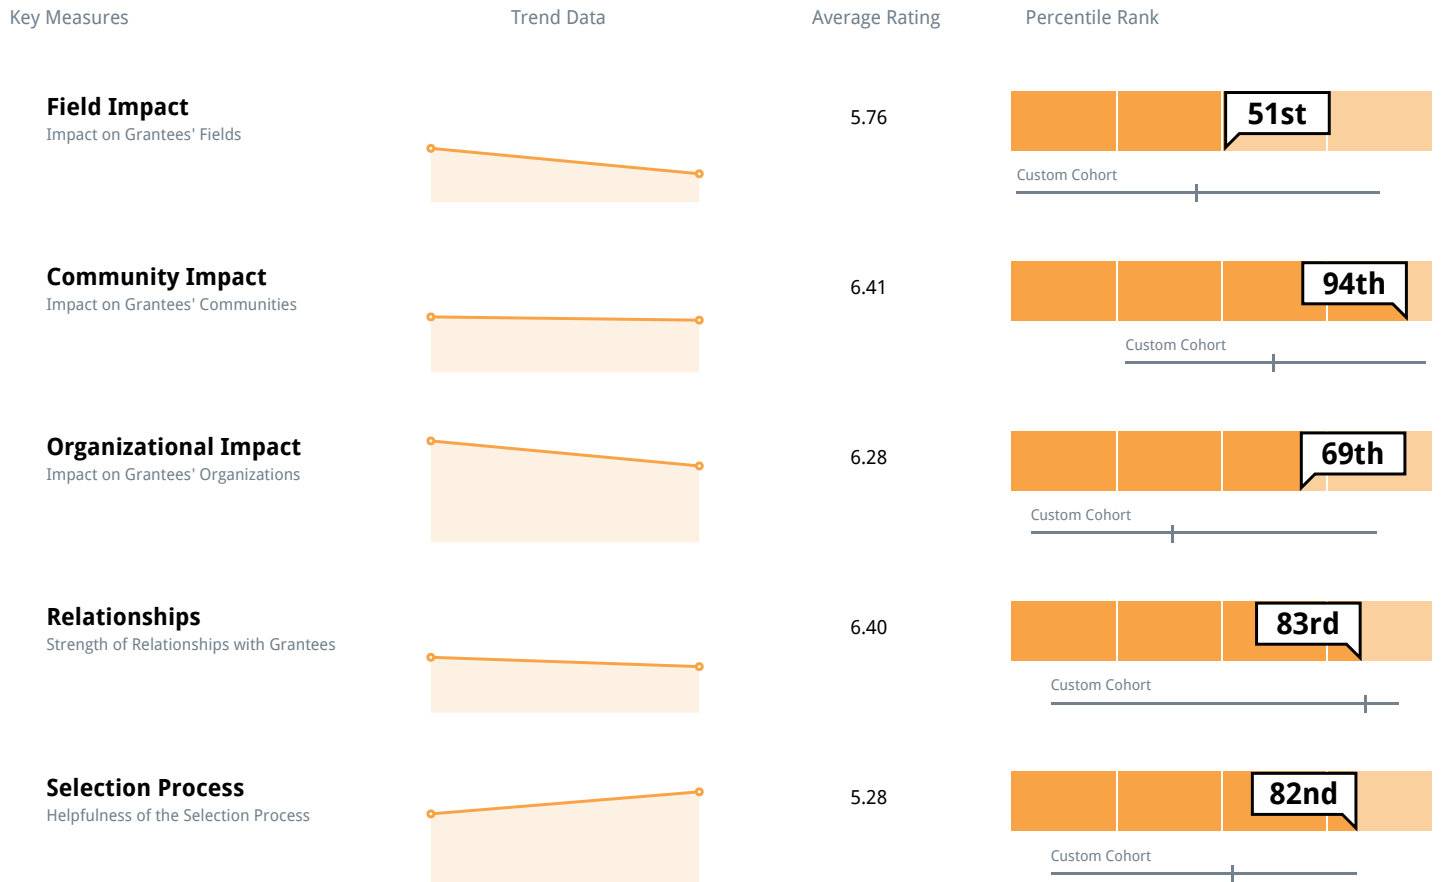 Key Measures Trend Data Average Rating Percentile Rank
Field Impact
Impact on Grantees' Fields
5.76
51st
Custom Cohort
Community Impact
Impact on Grantees' Communities
6.41
94th
Custom Cohort
Organizational Impact
Impact on Grantees' Organizations
6.28
69th
Custom Cohort
Relationships
Strength of Relationships with Grantees
6.40
83rd
Custom Cohort
Selection Process
Helpfulness of the Selection Process
5.28
82nd
Custom Cohort